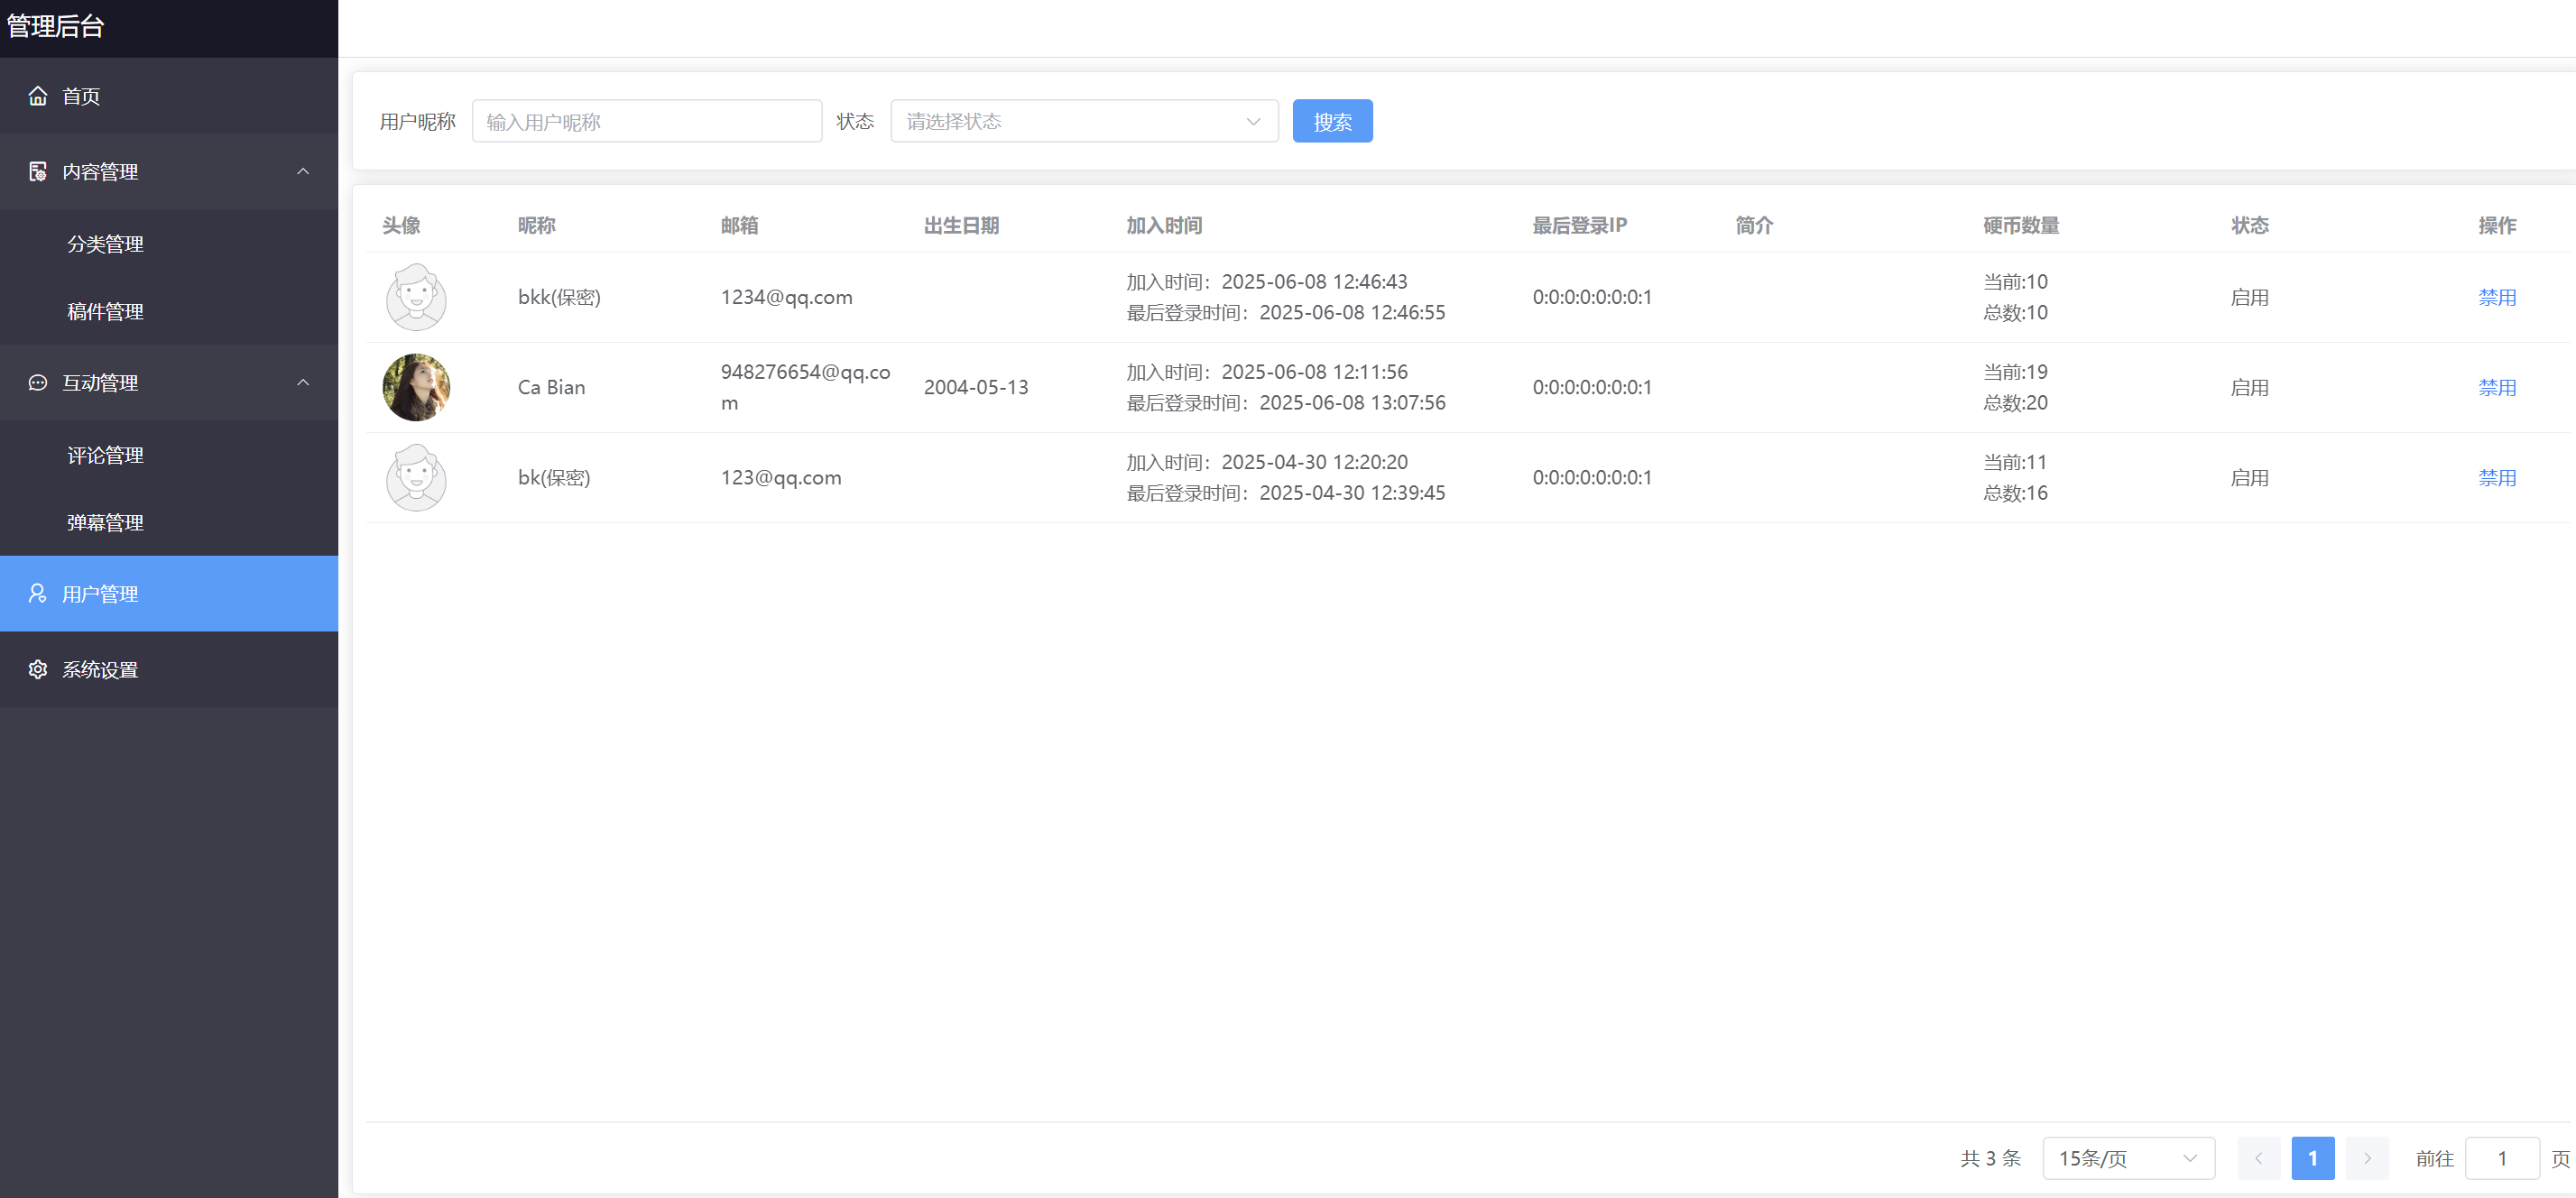 管理后台
首页
内容管理
分类管理
稿件管理
互动管理
评论管理
弹幕管理
用户管理
系统设置
用户昵称 输入用户昵称 状态 请选择状态 搜索
头像 昵称 邮箱 出生日期 加入时间 最后登录IP 简介 硬币数量 状态 操作
bkk(保密) 1234@qq.com 加入时间：2025-06-08 12:46:43 0:0:0:0:0:0:0:1 当前:10 启用 禁用
最后登录时间：2025-06-08 12:46:55 总数:10
Ca Bian 948276654@qq.co 2004-05-13 加入时间：2025-06-08 12:11:56 0:0:0:0:0:0:0:1 当前:19 启用 禁用
m 最后登录时间：2025-06-08 13:07:56 总数:20
bk(保密) 123@qq.com 加入时间：2025-04-30 12:20:20 0:0:0:0:0:0:0:1 当前:11 启用 禁用
最后登录时间：2025-04-30 12:39:45 总数:16
共 3 条 15条/页 1 前往 1 页